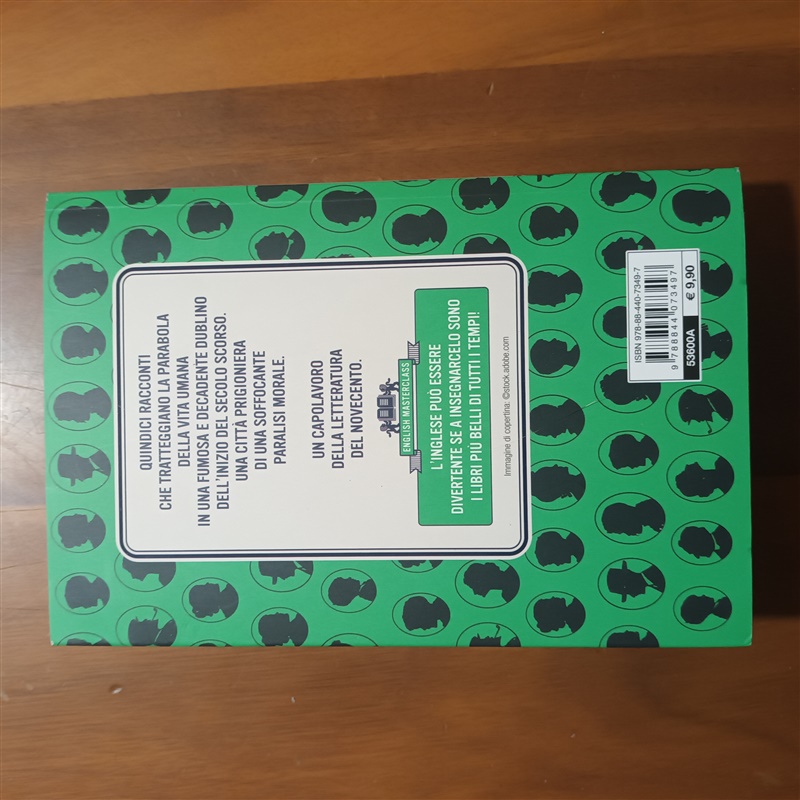 QUINDICI RACCONTI
CHE TRATTEGGIANO LA PARABOLA
DELLA VITA UMANA
IN UNA FUMOSA E DECADENTE DUBLINO
DELL'INIZIO DEL SECOLO SCORSO.
UNA CITTÀ PRIGIONIERA
DI UNA SOFFOCANTE
PARALISI MORALE.
UN CAPOLAVORO
DELLA LETTERATURA
DEL NOVECENTO.
ENGLISH MASTERCLASS
L'INGLESE PUÒ ESSERE
DIVERTENTE SE A INSEGNARCELO SONO
I LIBRI PIÙ BELLI DI TUTTI I TEMPI!
Immagine di copertina: ©stock.adobe.com
ISBN 978-88-440-7349-7
9 788844 073497
53600A
€ 9,90